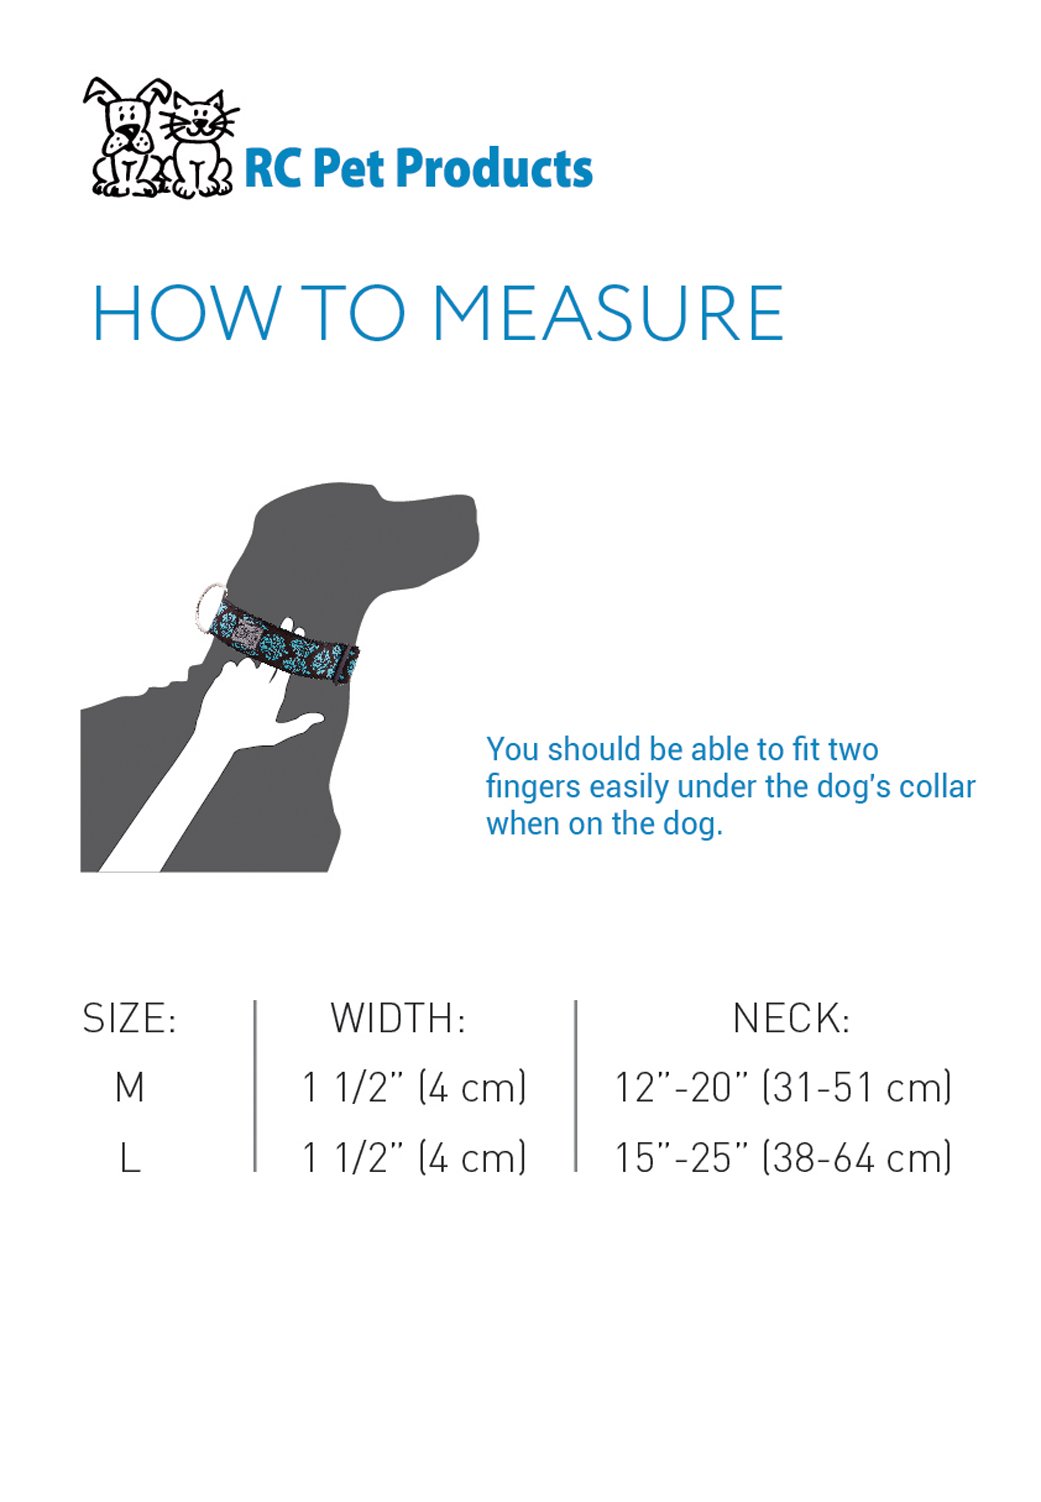 RC Pet Products
HOW TO MEASURE
You should be able to fit two
fingers easily under the dog's collar
when on the dog.
SIZE: WIDTH: NECK:
M 1 1/2” (4 cm) 12”-20” (31-51 cm)
L 1 1/2” (4 cm) 15”-25” (38-64 cm)